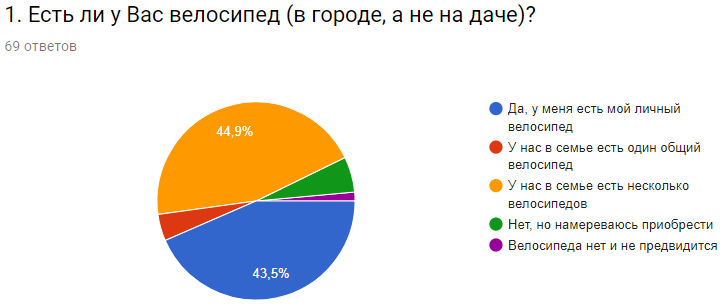 1. Есть ли у Вас велосипед (в городе, а не на даче)?
69 ответов
44,9%
43,5%
Да, у меня есть мой личный
велосипед
У нас в семье есть один общий
велосипед
У нас в семье есть несколько
велосипедов
Нет, но намереваюсь приобрести
Велосипеда нет и не предвидится